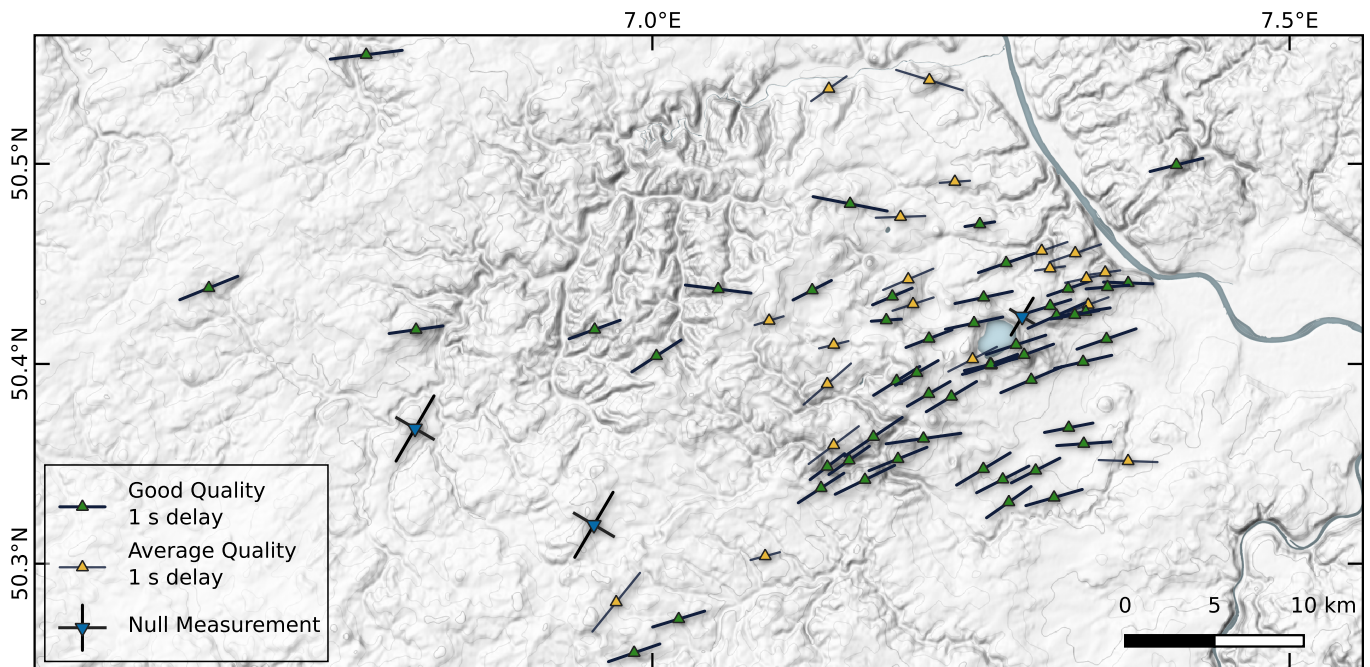 7.0°E
7.5°E
50.5°N
50.4°N
50.3°N
Good Quality
1 s delay
Average Quality
1 s delay
Null Measurement
0 5 10 km